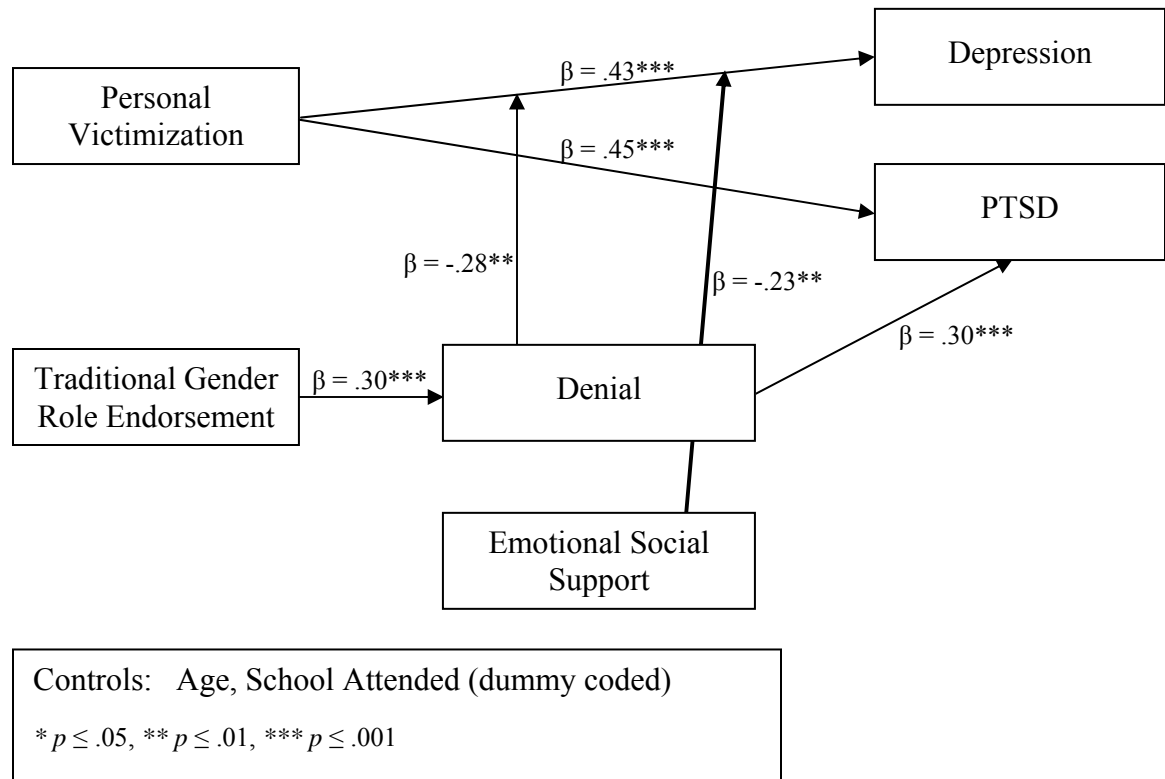 Depression
β = .43***
Personal
Victimization
β = .45***
PTSD
β = -.28**
β = -.23**
β = .30***
Traditional Gender
Role Endorsement
β = .30***
Denial
Emotional Social
Support
Controls: Age, School Attended (dummy coded)
* p ≤ .05, ** p ≤ .01, *** p ≤ .001